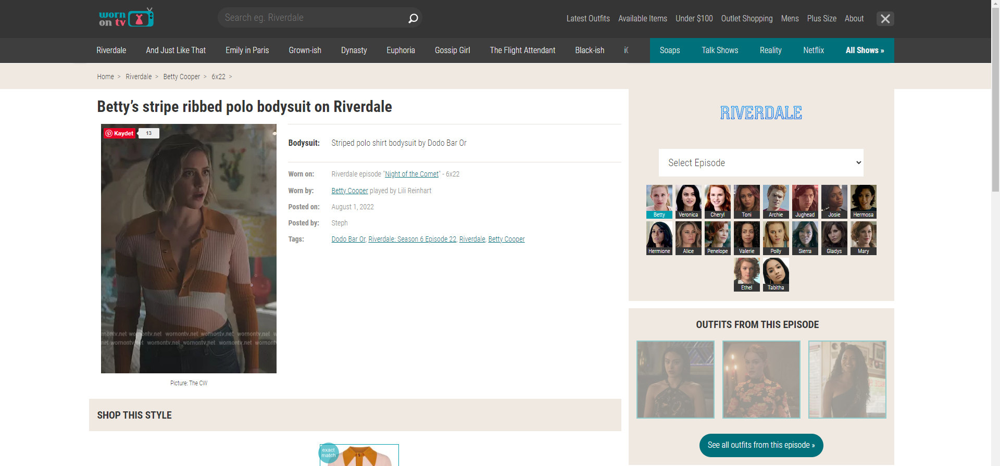 worn
on tv
Search eg. Riverdale
Latest Outfits Available Items Under $100 Outlet Shopping Mens Plus Size About
Riverdale And Just Like That Emily in Paris Grown-ish Dynasty Euphoria Gossip Girl The Flight Attendant Black-ish Soaps Talk Shows Reality Netflix All Shows »
Home > Riverdale > Betty Cooper > 6x22 >
Betty's stripe ribbed polo bodysuit on Riverdale
Kaydet 13
wornontv.net wornontv.net wornontv.net wornontv.net
wornontv.net wornontv.net wornontv.net
Picture: The CW
Bodysuit: Striped polo shirt bodysuit by Dodo Bar Or
Worn on: Riverdale episode "Night of the Comet" - 6x22
Worn by: Betty Cooper played by Lili Reinhart
Posted on: August 1, 2022
Posted by: Steph
Tags: Dodo Bar Or, Riverdale: Season 6 Episode 22, Riverdale, Betty Cooper
SHOP THIS STYLE
exact
match
RIVERDALE
Select Episode
Betty Veronica Cheryl Toni Archie Jughead Josie Hermosa
Hermione Alice Penelope Valerie Polly Sierra Gladys Mary
Ethel Tabitha
OUTFITS FROM THIS EPISODE
See all outfits from this episode »